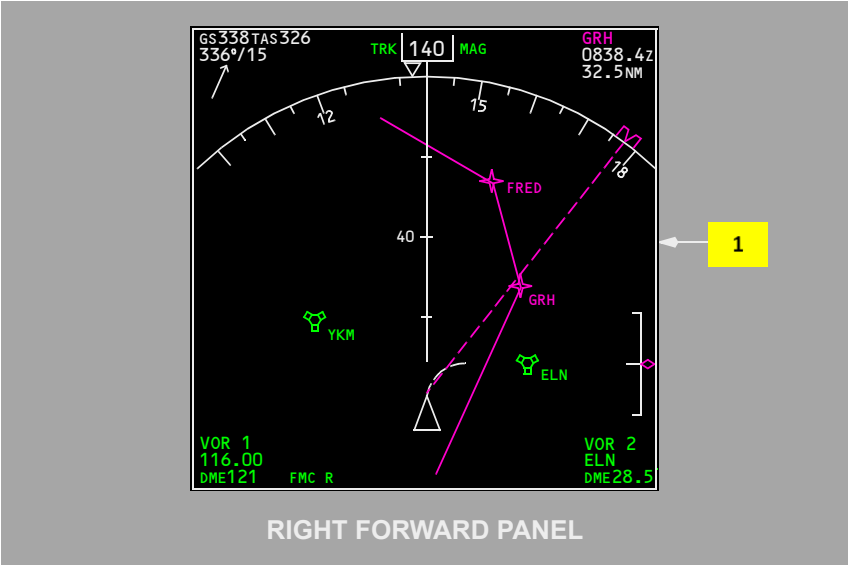 GS338TAS326
336°/15
TRK 140 MAG
GRH
0838.4Z
32.5NM
12
15
18
FRED
40
GRH
YKM
ELN
1
VOR 1
116.00
DME121
FMC R
VOR 2
ELN
DME28.5
RIGHT FORWARD PANEL